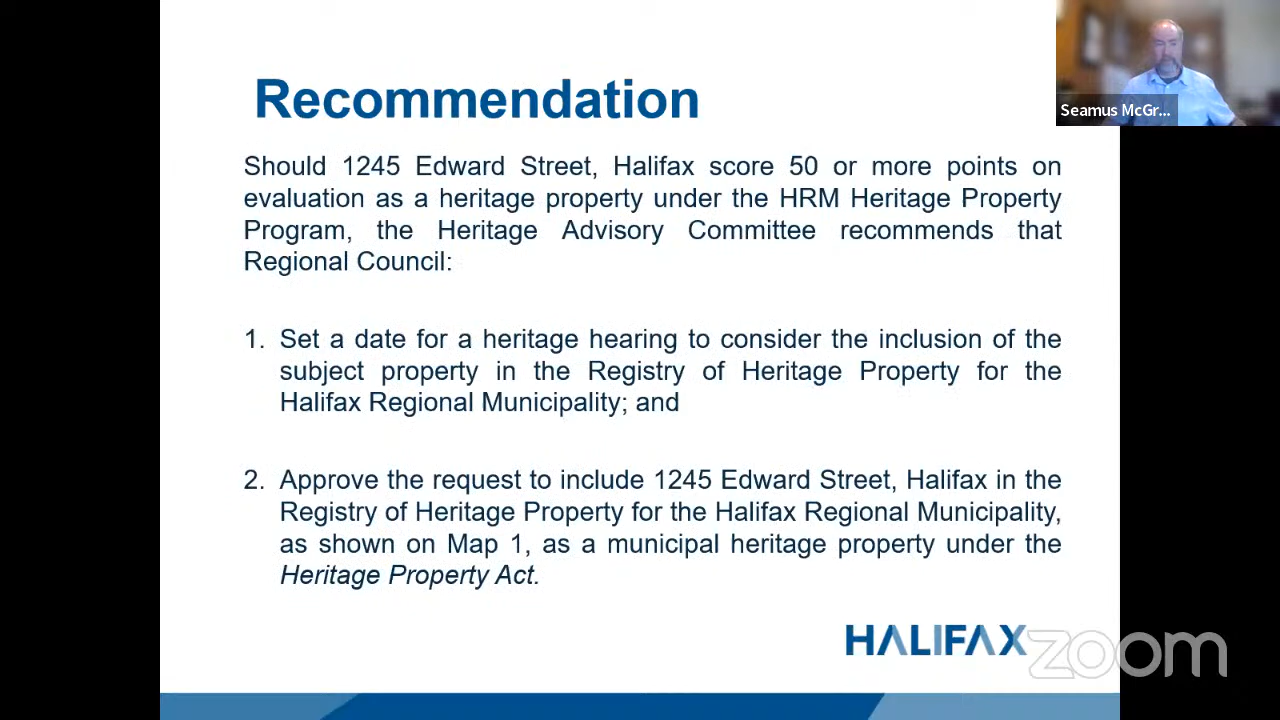 Recommendation
Seamus McGr...
Should 1245 Edward Street, Halifax score 50 or more points on
evaluation as a heritage property under the HRM Heritage Property
Program, the Heritage Advisory Committee recommends that
Regional Council:
1. Set a date for a heritage hearing to consider the inclusion of the
subject property in the Registry of Heritage Property for the
Halifax Regional Municipality; and
2. Approve the request to include 1245 Edward Street, Halifax in the
Registry of Heritage Property for the Halifax Regional Municipality,
as shown on Map 1, as a municipal heritage property under the
Heritage Property Act.
HALIFAX
zoom